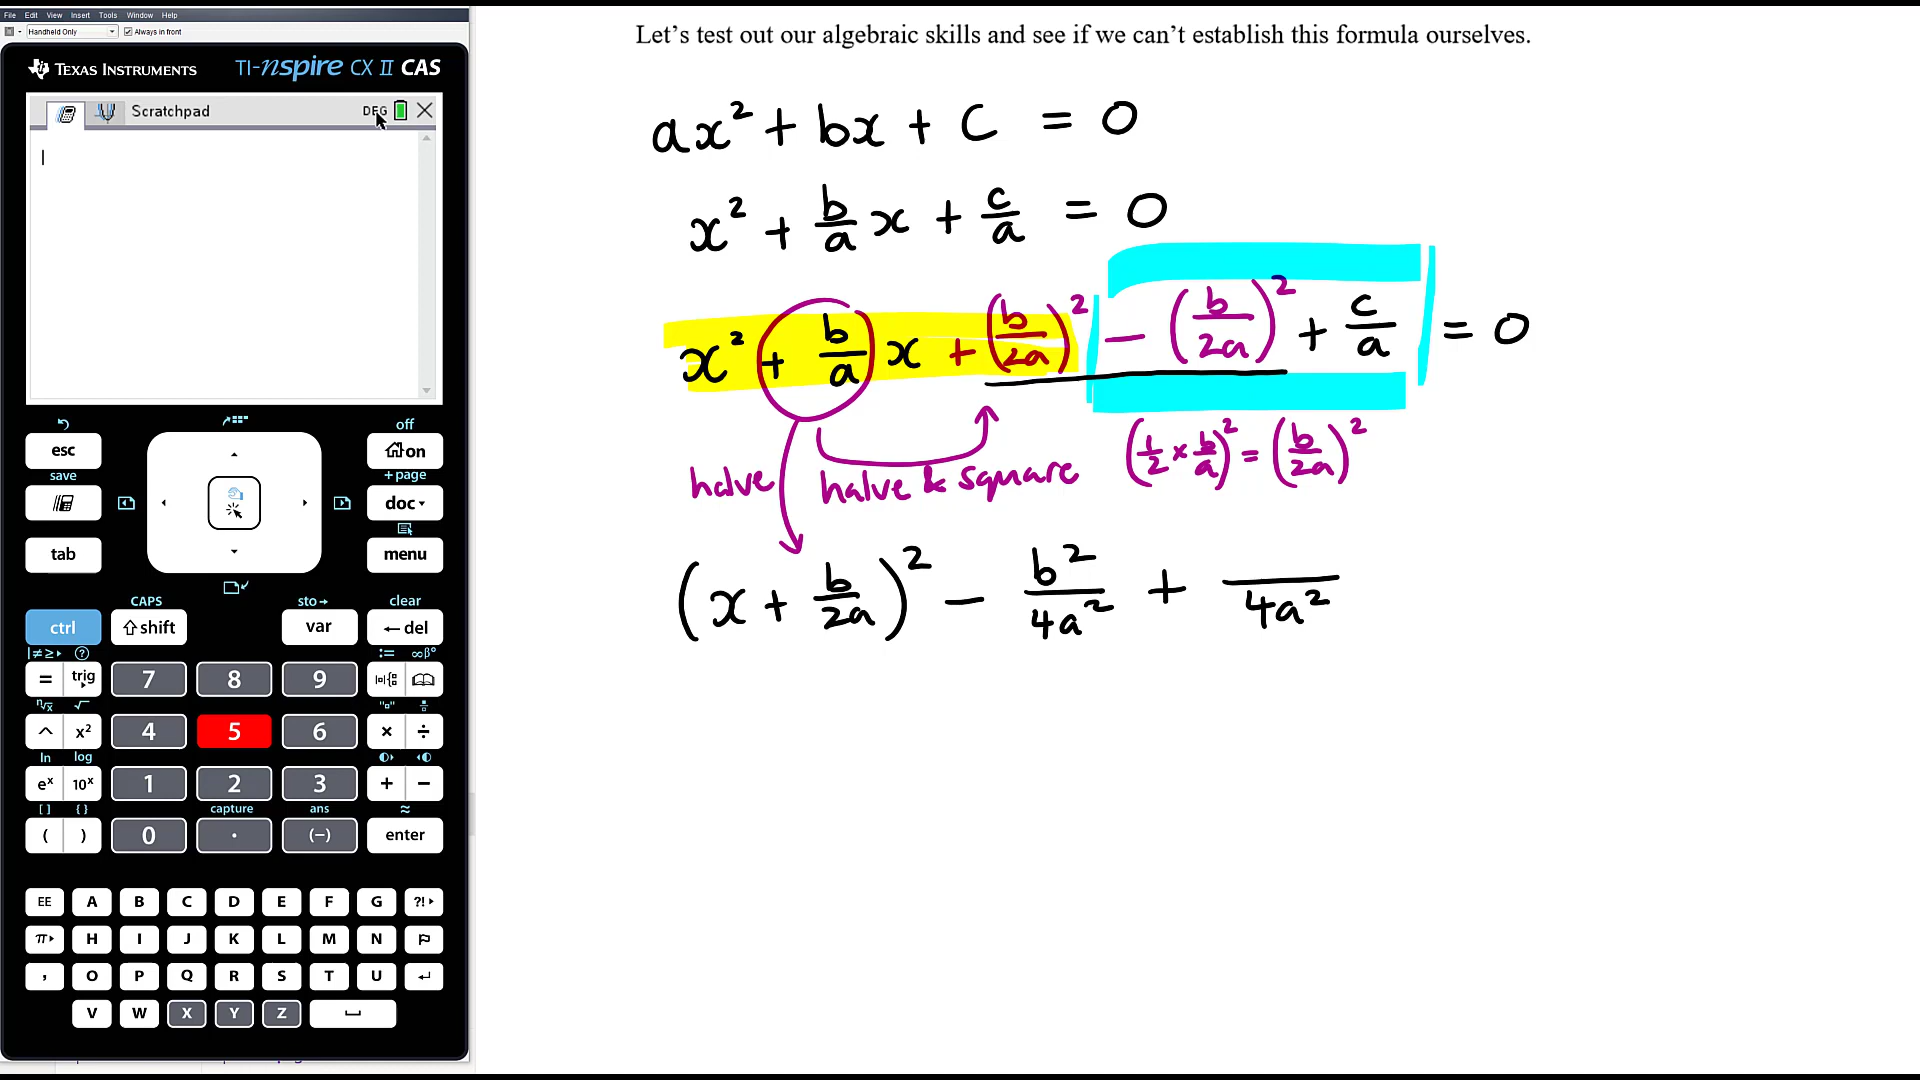 File Edit View Insert Tools Window Help
Handheld Only Always in front
TEXAS INSTRUMENTS TI-nspire CX II CAS
Scratchpad DEG
off
esc on
save + page
doc
tab menu
CAPS sto→ clear
ctrl ⇧shift var ←del
|≠≥▸ ? := ∞β°
= trig 7 8 9
ⁿ√x √ "□"
^ x² 4 5 6 × ÷
ln log
eˣ 10ˣ 1 2 3 + −
[ ] { } capture ans ≈
( ) 0 . (−) enter
EE A B C D E F G ?!▸
π▸ H I J K L M N
, O P Q R S T U ↵
V W X Y Z
Let's test out our algebraic skills and see if we can't establish this formula ourselves.
ax² + bx + c = 0
x² + b/a x + c/a = 0
x² + b/a x + (b/2a)² − (b/2a)² + c/a = 0
halve halve & square (1/2 × b/a)² = (b/2a)²
(x + b/2a)² − b²/4a² + /4a²